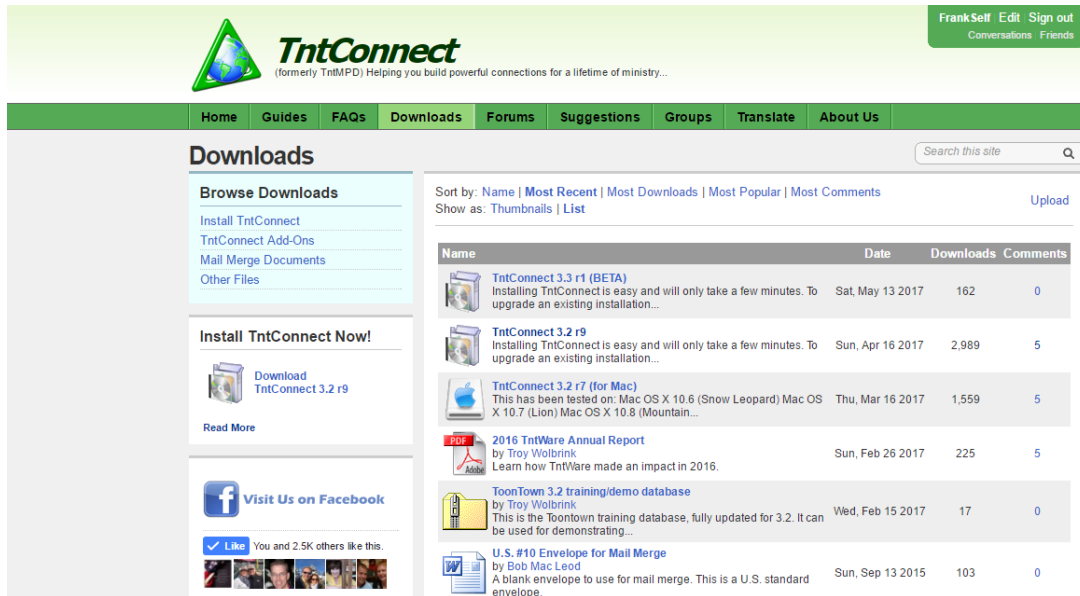 FrankSelf Edit Sign out
Conversations Friends
TntConnect
(formerly TntMPD) Helping you build powerful connections for a lifetime of ministry...
Home Guides FAQs Downloads Forums Suggestions Groups Translate About Us
Downloads
Search this site
Browse Downloads
Install TntConnect
TntConnect Add-Ons
Mail Merge Documents
Other Files
Install TntConnect Now!
Download
TntConnect 3.2 r9
Read More
f Visit Us on Facebook
Like You and 2.5K others like this.
Sort by: Name | Most Recent | Most Downloads | Most Popular | Most Comments
Show as: Thumbnails | List
Upload
Name Date Downloads Comments
TntConnect 3.3 r1 (BETA)
Installing TntConnect is easy and will only take a few minutes. To Sat, May 13 2017 162 0
upgrade an existing installation...
TntConnect 3.2 r9
Installing TntConnect is easy and will only take a few minutes. To Sun, Apr 16 2017 2,989 5
upgrade an existing installation...
TntConnect 3.2 r7 (for Mac)
This has been tested on: Mac OS X 10.6 (Snow Leopard) Mac OS Thu, Mar 16 2017 1,559 5
X 10.7 (Lion) Mac OS X 10.8 (Mountain...
PDF Adobe
2016 TntWare Annual Report
by Troy Wolbrink
Learn how TntWare made an impact in 2016. Sun, Feb 26 2017 225 5
ToonTown 3.2 training/demo database
by Troy Wolbrink
This is the Toontown training database, fully updated for 3.2. It can Wed, Feb 15 2017 17 0
be used for demonstrating...
W
U.S. #10 Envelope for Mail Merge
by Bob Mac Leod
A blank envelope to use for mail merge. This is a U.S. standard Sun, Sep 13 2015 103 0
envelope.